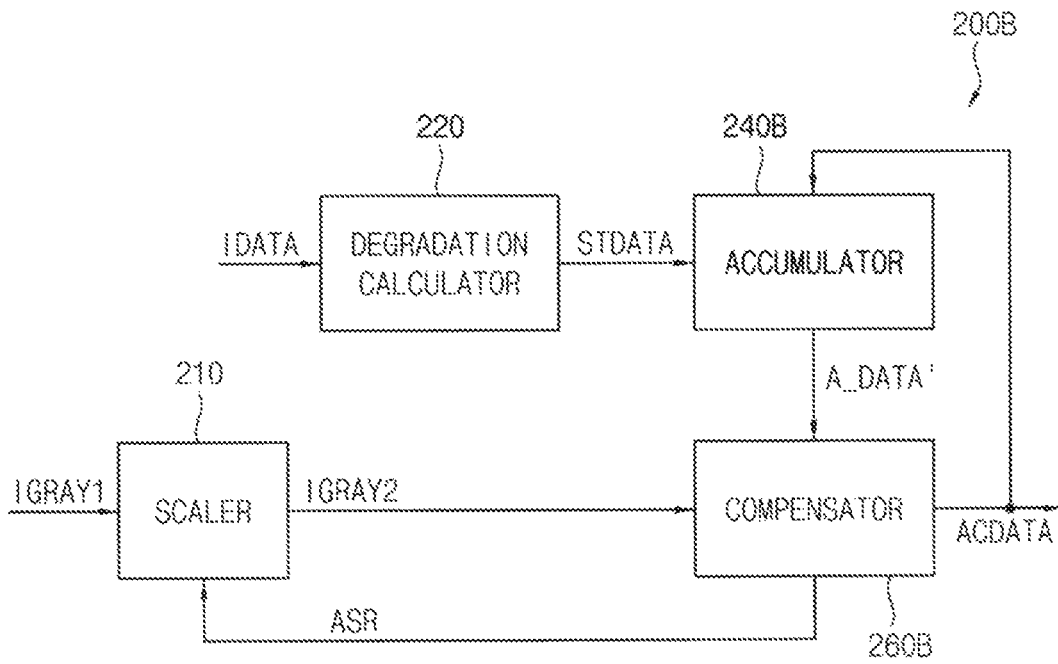 200B
220
240B
IDATA
DEGRADATION
CALCULATOR
STDATA
ACCUMULATOR
A_DATA'
210
IGRAY1
SCALER
IGRAY2
COMPENSATOR
ACDATA
ASR
260B